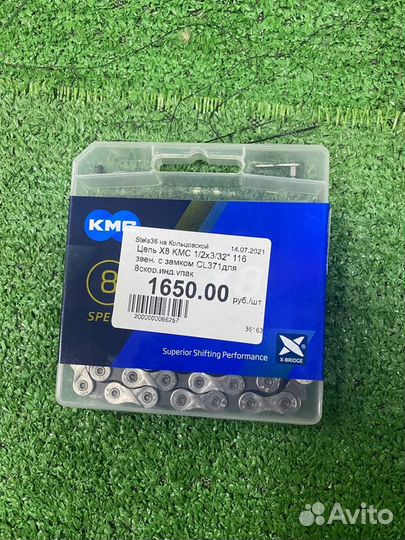 KMC
Stels36 на Кольцовской
14.07.2021
Цепь X8 KMC 1/2x3/32" 116
звен. с замком CL371для
8скор.инд.упак
1650.00 руб./шт
2000000066257
36163
8
SPE
Superior Shifting Performance
X-BRIDGE
Avito